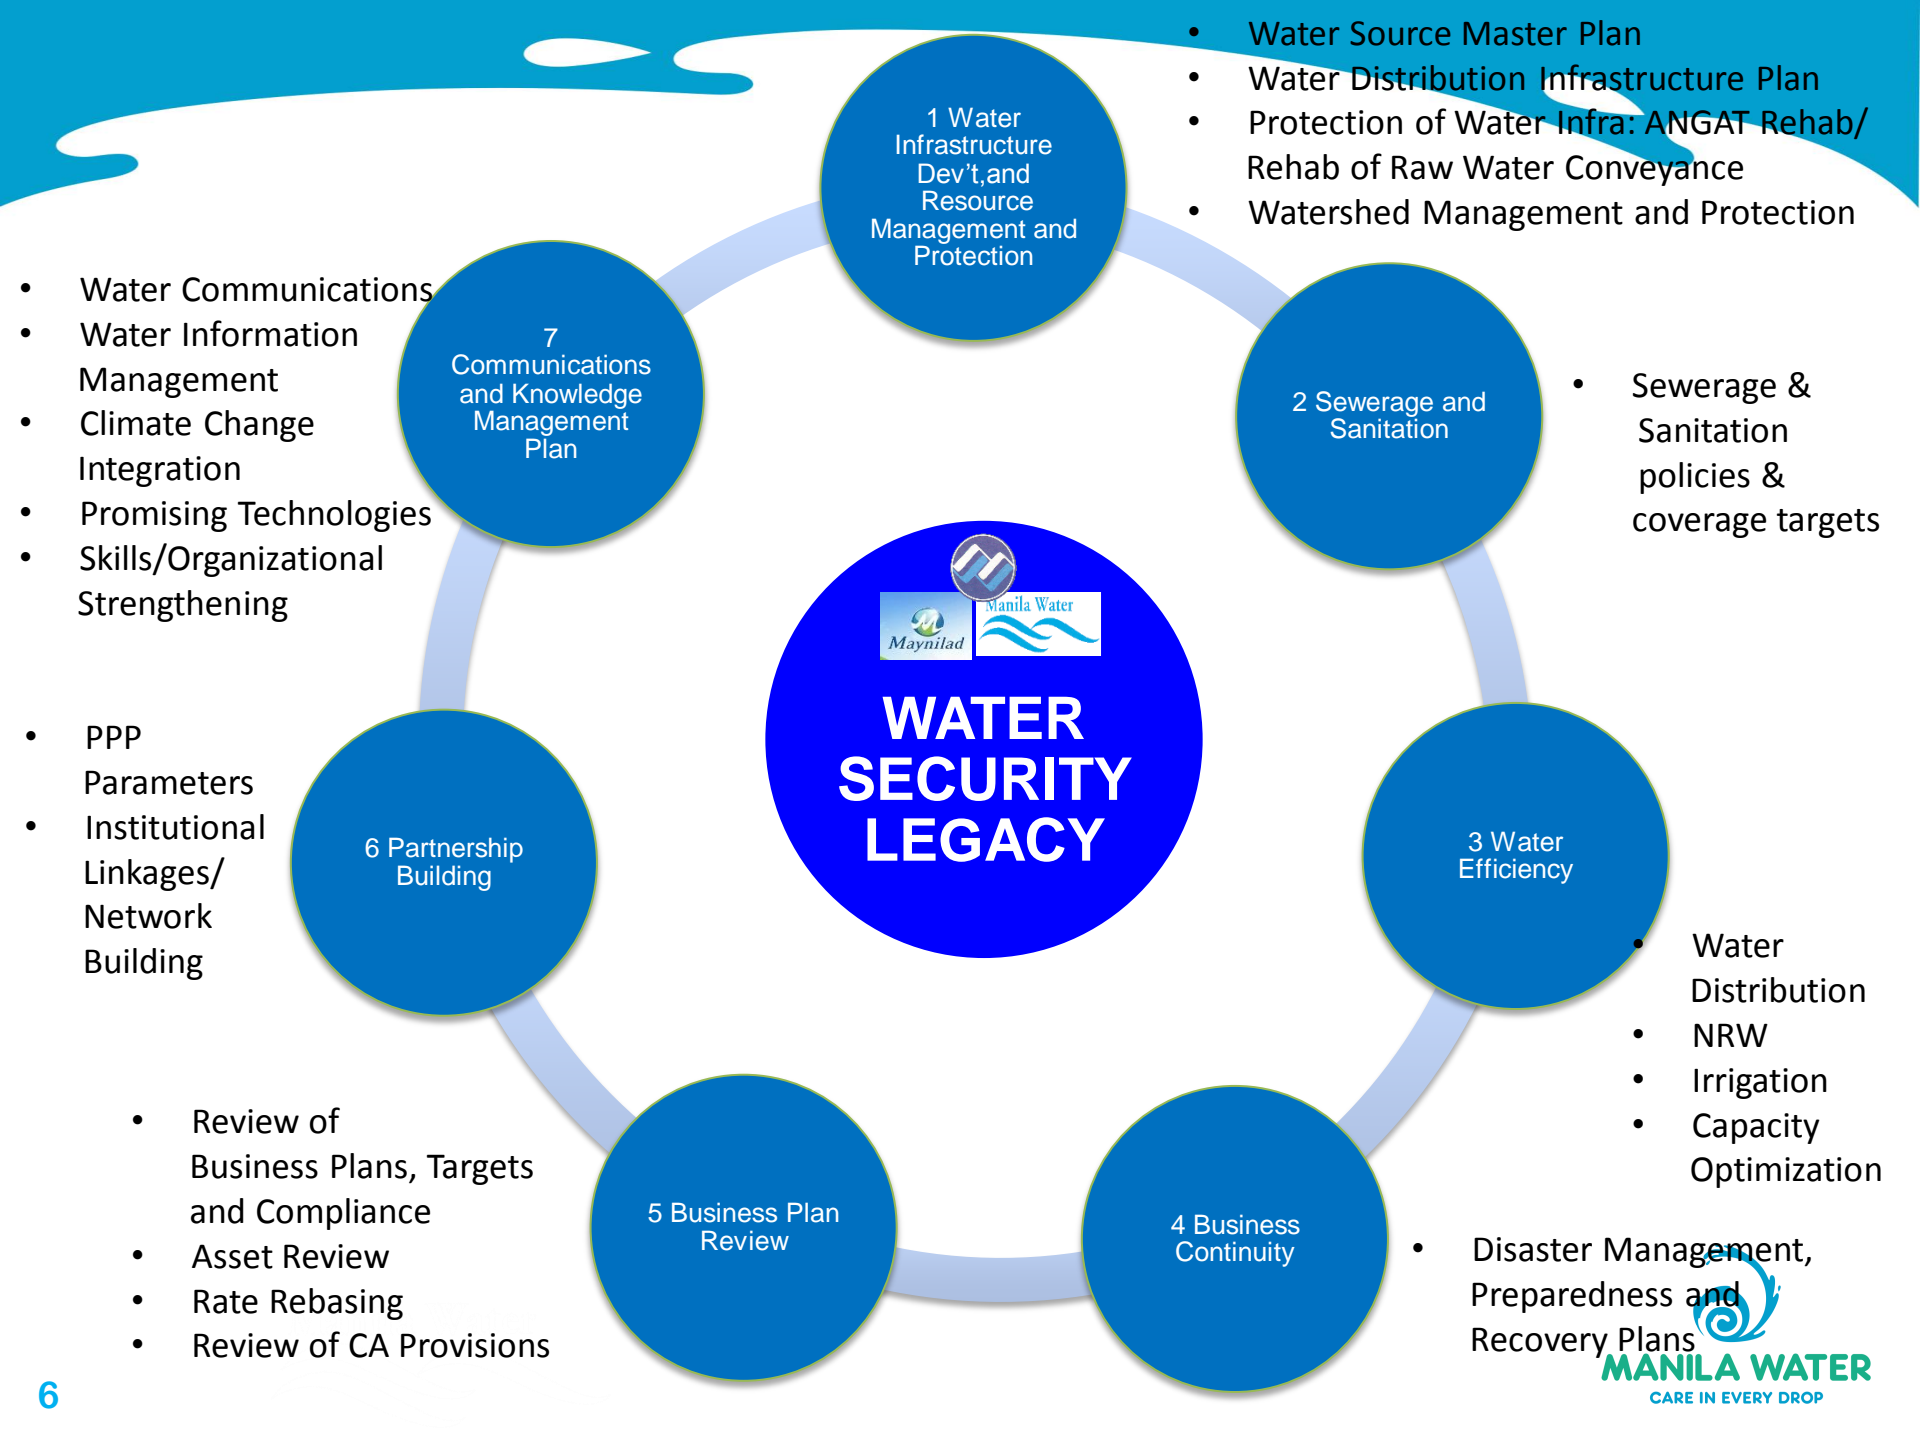 • Water Source Master Plan
• Water Distribution Infrastructure Plan
• Protection of Water Infra: ANGAT Rehab/
Rehab of Raw Water Conveyance
• Watershed Management and Protection
1 Water
Infrastructure
Dev’t,and
Resource
Management and
Protection
• Water Communications
• Water Information
Management
• Climate Change
Integration
• Promising Technologies
• Skills/Organizational
Strengthening
7
Communications
and Knowledge
Management
Plan
2 Sewerage and
Sanitation
• Sewerage &
Sanitation
policies &
coverage targets
Maynilad
Manila Water
WATER
SECURITY
LEGACY
• PPP
Parameters
• Institutional
Linkages/
Network
Building
6 Partnership
Building
3 Water
Efficiency
• Water
Distribution
• NRW
• Irrigation
• Capacity
Optimization
• Review of
Business Plans, Targets
and Compliance
• Asset Review
• Rate Rebasing
• Review of CA Provisions
5 Business Plan
Review
4 Business
Continuity
• Disaster Management,
Preparedness and
Recovery Plans
MANILA WATER
CARE IN EVERY DROP
6